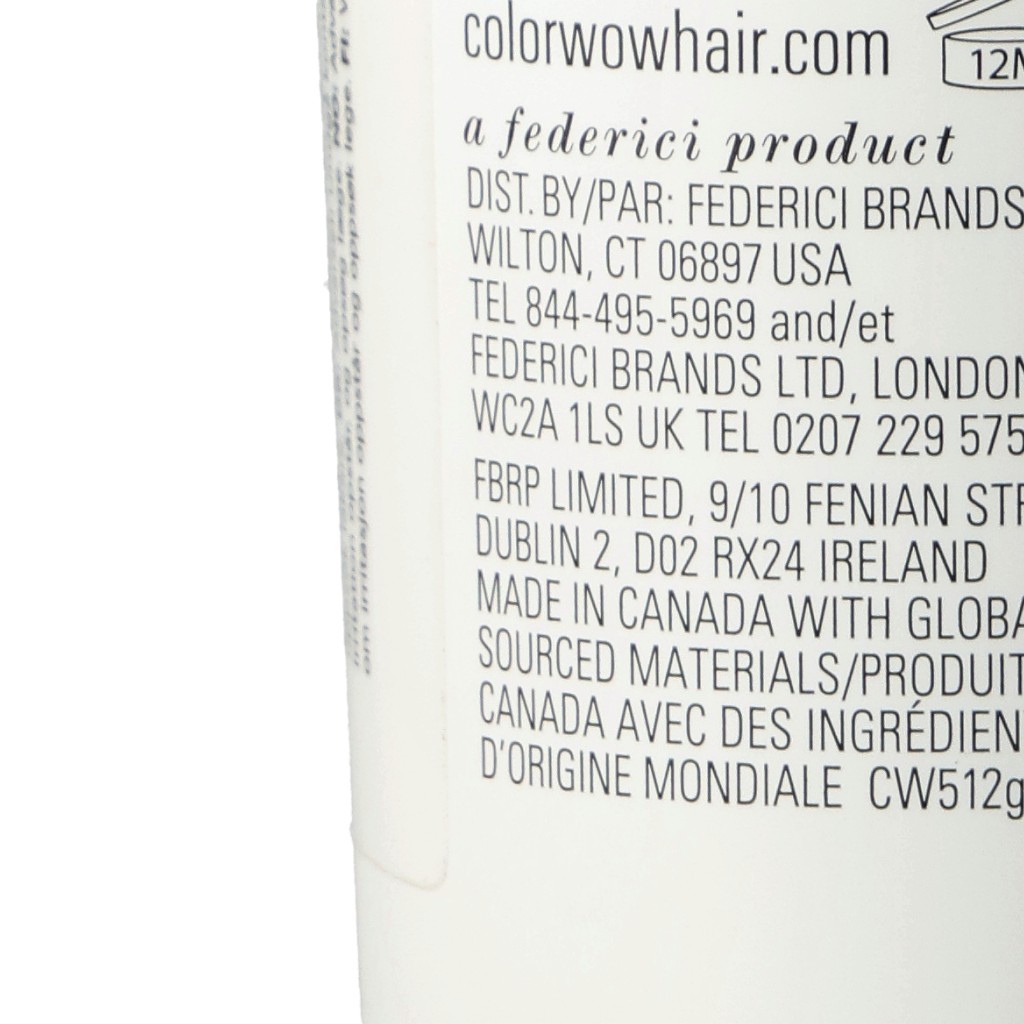 colorwowhair.com
12M
a federici product
DIST. BY/PAR: FEDERICI BRANDS
WILTON, CT 06897 USA
TEL 844-495-5969 and/et
FEDERICI BRANDS LTD, LONDON
WC2A 1LS UK TEL 0207 229 575
FBRP LIMITED, 9/10 FENIAN STR
DUBLIN 2, D02 RX24 IRELAND
MADE IN CANADA WITH GLOBA
SOURCED MATERIALS/PRODUIT
CANADA AVEC DES INGRÉDIEN
D'ORIGINE MONDIALE CW512g